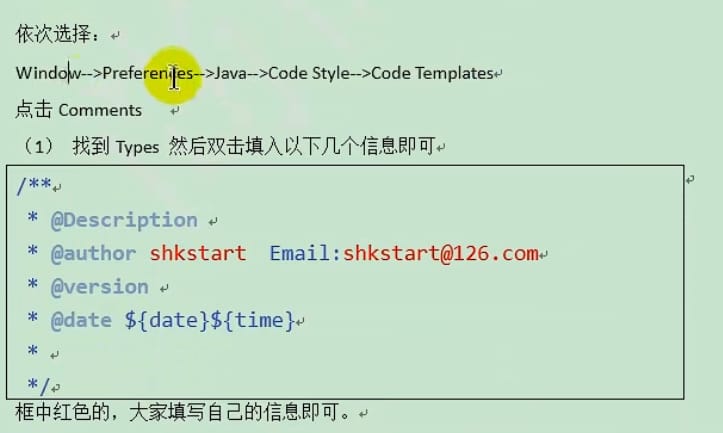 依次选择：
Window-->Preferences-->Java-->Code Style-->Code Templates
点击 Comments
（1） 找到 Types 然后双击填入以下几个信息即可
/**
* @Description
* @author shkstart Email:shkstart@126.com
* @version
* @date ${date}${time}
*
*/
框中红色的，大家填写自己的信息即可。